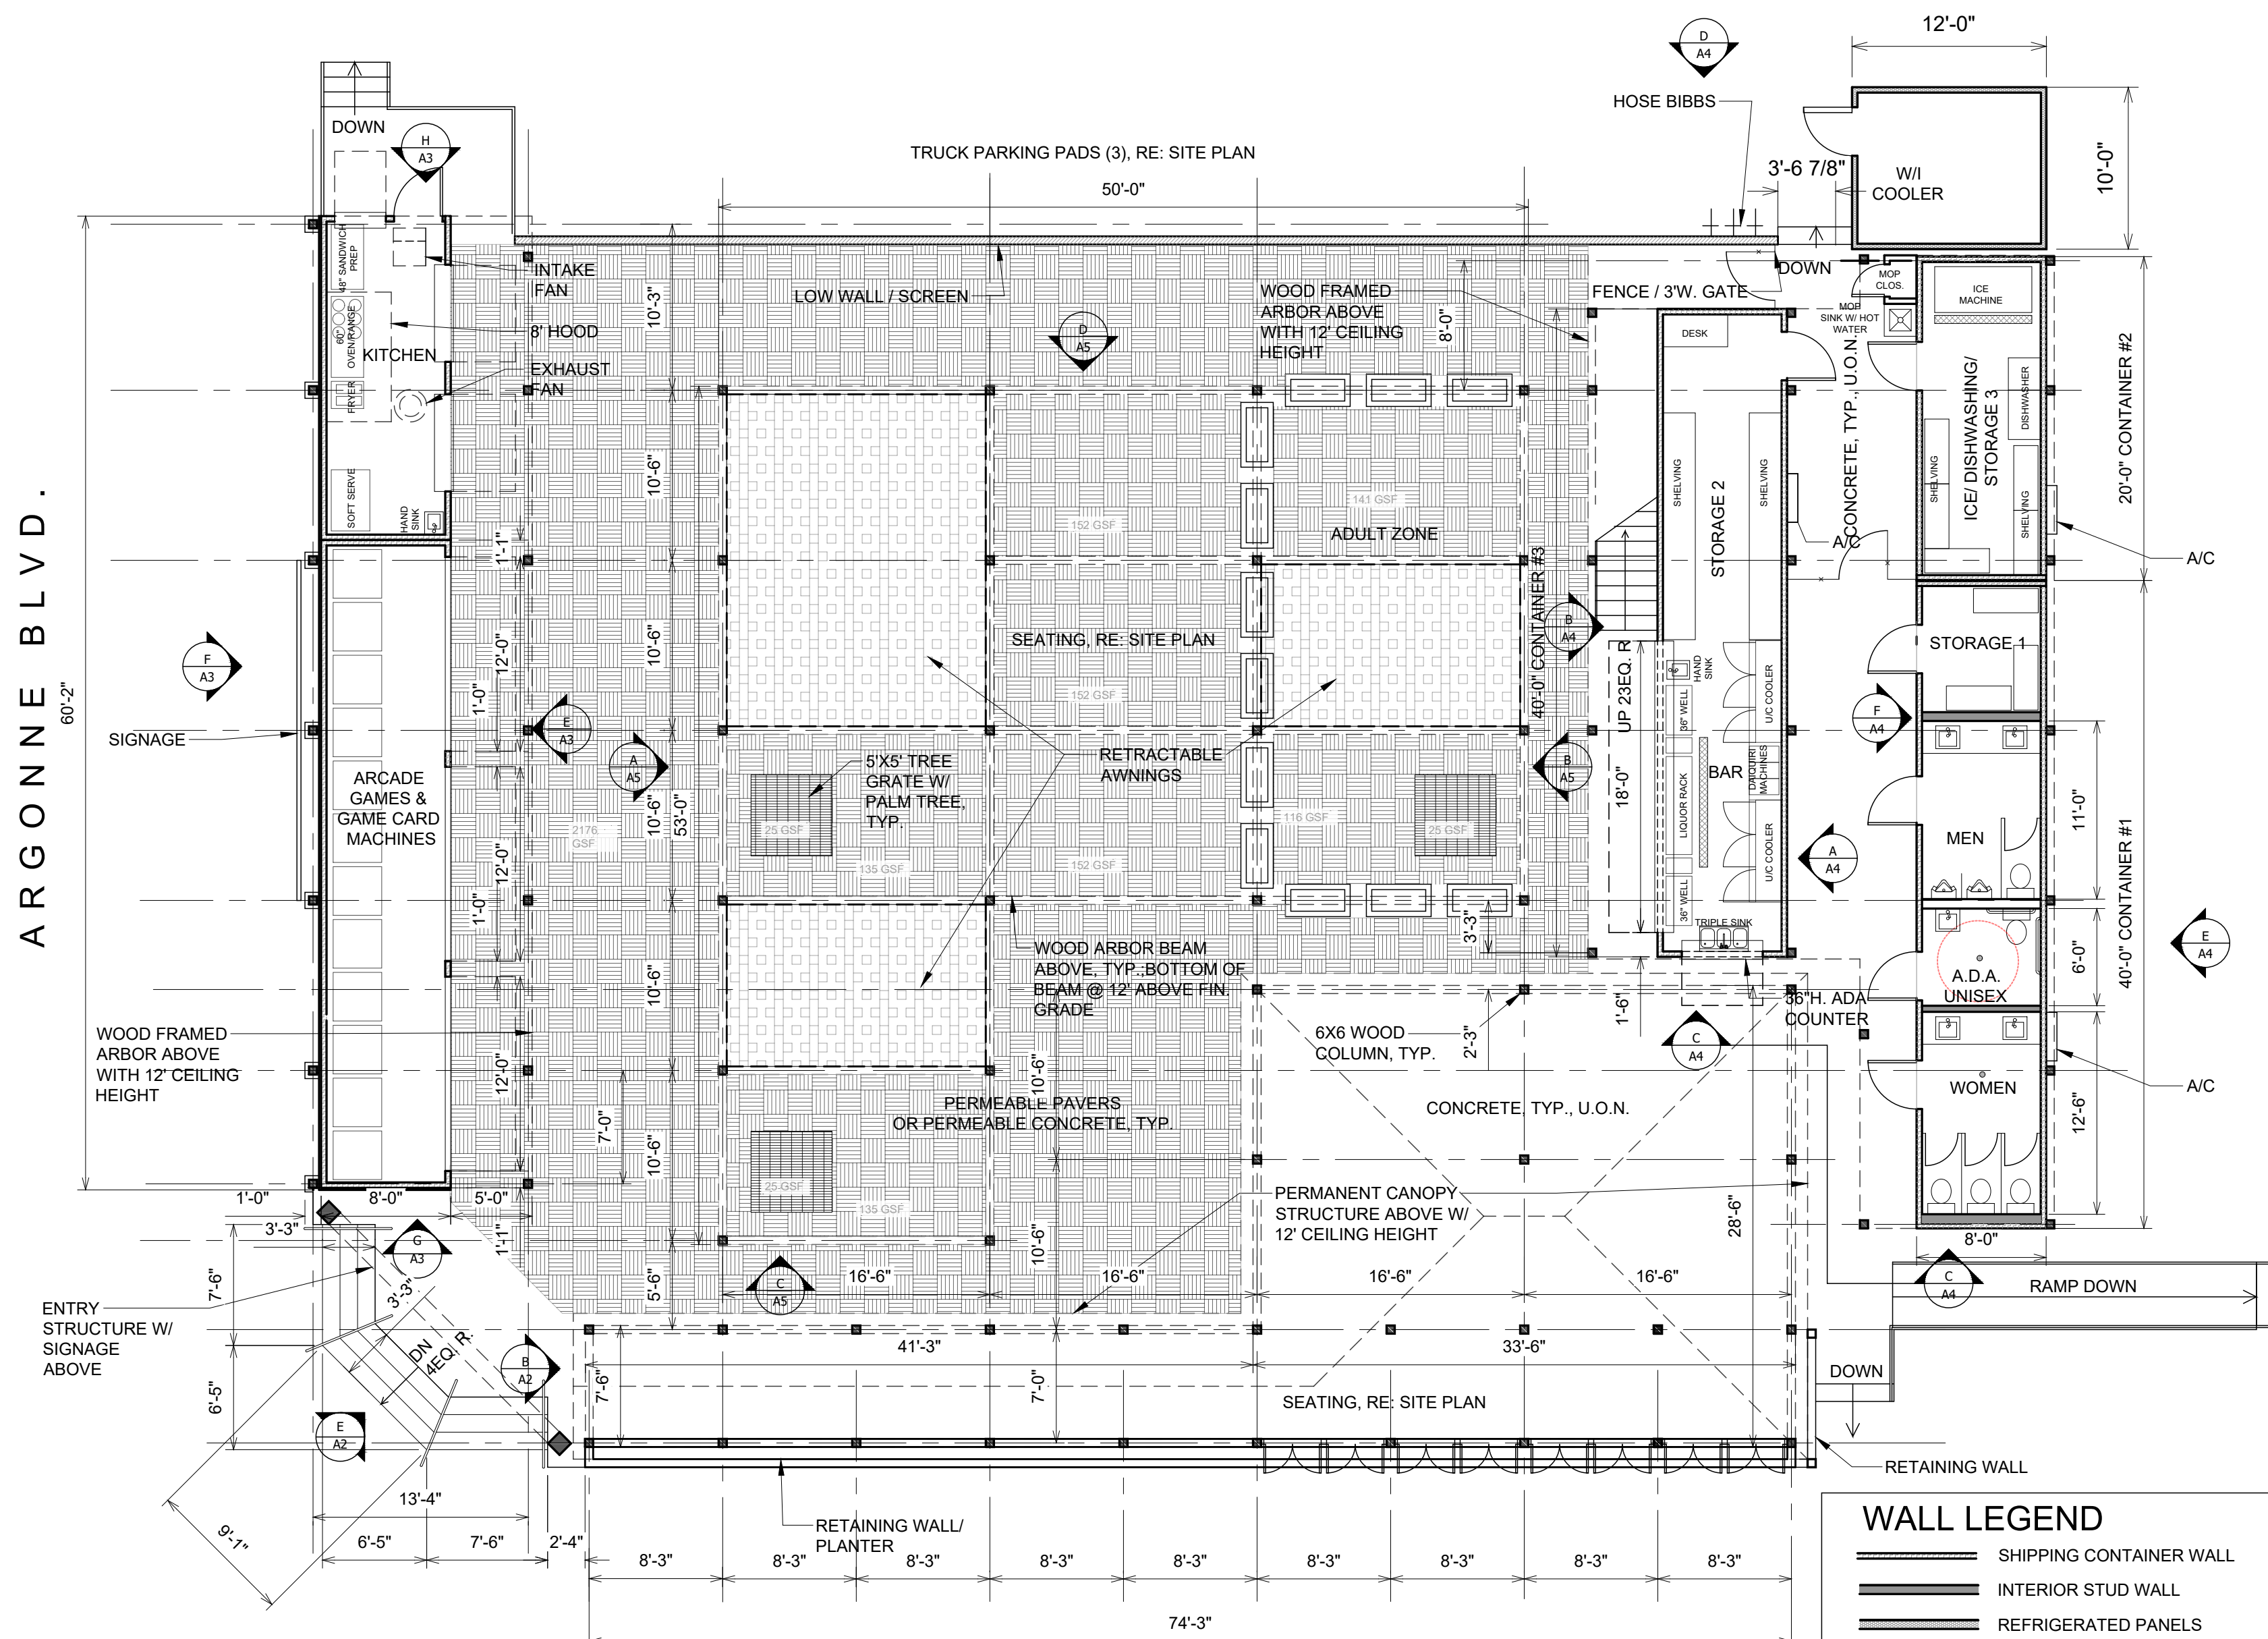 12'-0"
D
A4
HOSE BIBBS
DOWN
H
A3
TRUCK PARKING PADS (3), RE: SITE PLAN
3'-6 7/8"
W/I
COOLER
10'-0"
50'-0"
48" SANDWICH
PREP
INTAKE
FAN
LOW WALL / SCREEN
WOOD FRAMED
ARBOR ABOVE
WITH 12' CEILING
HEIGHT
FENCE / 3'W. GATE
DOWN
MOP
CLOS.
MOP
SINK W/ HOT
WATER
ICE
MACHINE
10'-3"
8'-0"
8' HOOD
60"
OVEN/RANGE
KITCHEN
EXHAUST
FAN
FRYER
D
A5
DESK
CONCRETE, TYP., U.O.N.
ICE/ DISHWASHING/
STORAGE 3
DISHWASHER
SHELVING
SHELVING
20'-0" CONTAINER #2
SOFT SERVE
HAND
SINK
10'-6"
1'-1"
152 GSF
141 GSF
ADULT ZONE
SHELVING
STORAGE 2
SHELVING
A/C
A/C
ARGONNE BLVD.
60'-2"
F
A3
SIGNAGE
12'-0"
10'-6"
1'-0"
SEATING, RE: SITE PLAN
152 GSF
40'-0" CONTAINER #3
B
A4
UP 23EQ. R
HAND
SINK
36" WELL
U/C COOLER
STORAGE 1
F
A4
E
A3
A
A5
5'X5' TREE
GRATE W/
PALM TREE,
TYP.
RETRACTABLE
AWNINGS
B
A5
18'-0"
LIQUOR RACK
BAR
DAIQUIRI
MACHINES
U/C COOLER
36" WELL
TRIPLE SINK
ARCADE
GAMES &
GAME CARD
MACHINES
2176
GSF
10'-6"
53'-0"
12'-0"
1'-0"
25 GSF
135 GSF
152 GSF
116 GSF
25 GSF
A
A4
MEN
11'-0"
40'-0" CONTAINER #1
3'-3"
WOOD ARBOR BEAM
ABOVE, TYP.;BOTTOM OF
BEAM @ 12' ABOVE FIN.
GRADE
10'-6"
A.D.A.
UNISEX
6'-0"
E
A4
1'-6"
36"H. ADA
COUNTER
WOOD FRAMED
ARBOR ABOVE
WITH 12' CEILING
HEIGHT
6X6 WOOD
COLUMN, TYP.
2'-3"
C
A4
12'-0"
7'-0"
10'-6"
PERMEABLE PAVERS
OR PERMEABLE CONCRETE, TYP.
CONCRETE, TYP., U.O.N.
WOMEN
A/C
12'-6"
10'-6"
25 GSF
135 GSF
PERMANENT CANOPY
STRUCTURE ABOVE W/
12' CEILING HEIGHT
28'-6"
1'-0"
8'-0"
5'-0"
3'-3"
1'-11"
G
A3
10'-6"
8'-0"
7'-6"
3'-3"
5'-6"
C
A5
16'-6"
16'-6"
16'-6"
16'-6"
C
A4
RAMP DOWN
ENTRY
STRUCTURE W/
SIGNAGE
ABOVE
DN
4EQ. R.
41'-3"
33'-6"
B
A2
DOWN
6'-5"
7'-6"
7'-0"
SEATING, RE: SITE PLAN
E
A2
RETAINING WALL
13'-4"
9'-1"
6'-5"
7'-6"
2'-4"
RETAINING WALL/
PLANTER
8'-3"
8'-3"
8'-3"
8'-3"
8'-3"
8'-3"
8'-3"
8'-3"
8'-3"
74'-3"
WALL LEGEND
SHIPPING CONTAINER WALL
INTERIOR STUD WALL
REFRIGERATED PANELS